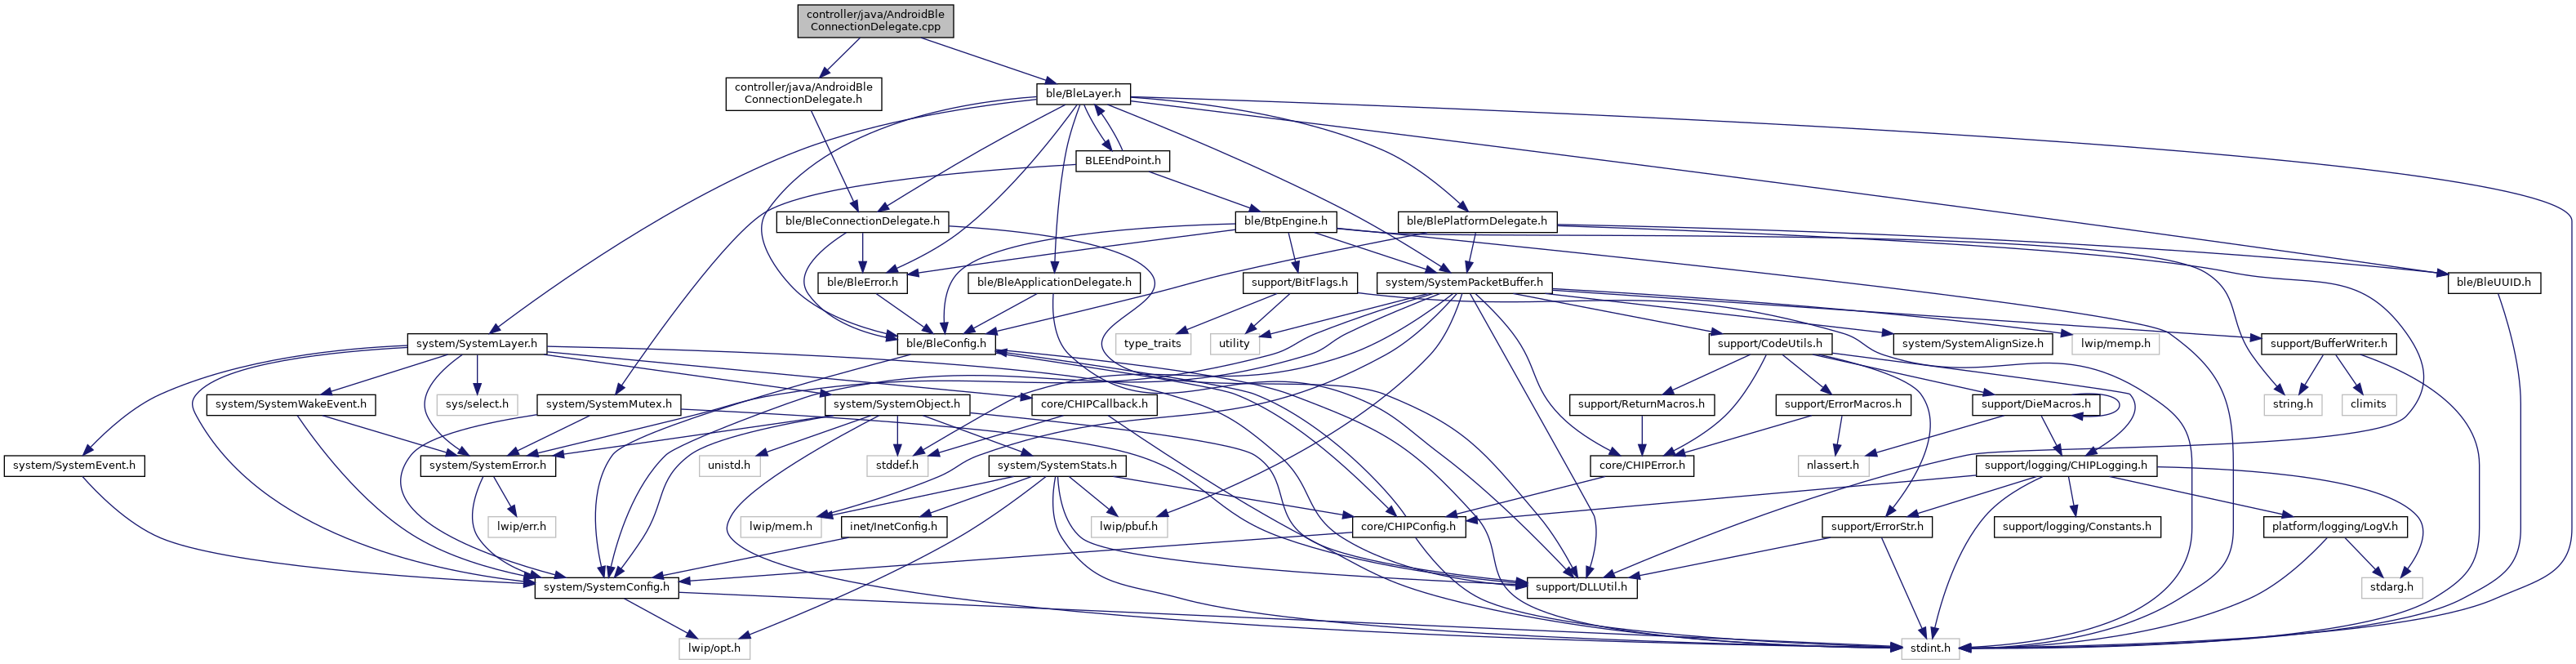 controller/java/AndroidBle
ConnectionDelegate.cpp
controller/java/AndroidBle
ConnectionDelegate.h
ble/BleLayer.h
BLEEndPoint.h
ble/BleConnectionDelegate.h
ble/BtpEngine.h
ble/BlePlatformDelegate.h
ble/BleError.h
ble/BleApplicationDelegate.h
support/BitFlags.h
system/SystemPacketBuffer.h
ble/BleUUID.h
system/SystemLayer.h
ble/BleConfig.h
type_traits
utility
support/CodeUtils.h
system/SystemAlignSize.h
lwip/memp.h
support/BufferWriter.h
system/SystemWakeEvent.h
sys/select.h
system/SystemMutex.h
system/SystemObject.h
core/CHIPCallback.h
support/ReturnMacros.h
support/ErrorMacros.h
support/DieMacros.h
string.h
climits
system/SystemEvent.h
system/SystemError.h
unistd.h
stddef.h
system/SystemStats.h
core/CHIPError.h
nlassert.h
support/logging/CHIPLogging.h
lwip/err.h
lwip/mem.h
inet/InetConfig.h
lwip/pbuf.h
core/CHIPConfig.h
support/ErrorStr.h
support/logging/Constants.h
platform/logging/LogV.h
system/SystemConfig.h
support/DLLUtil.h
stdarg.h
lwip/opt.h
stdint.h